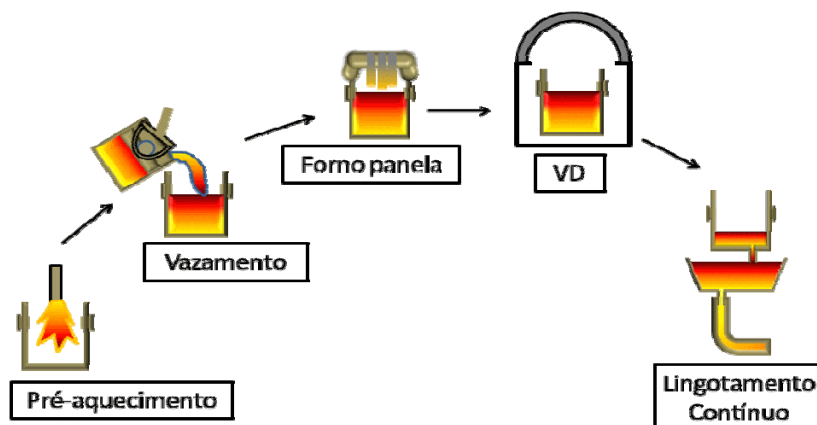 Pré-aquecimento
Vazamento
Forno panela
VD
Lingotamento
Contínuo